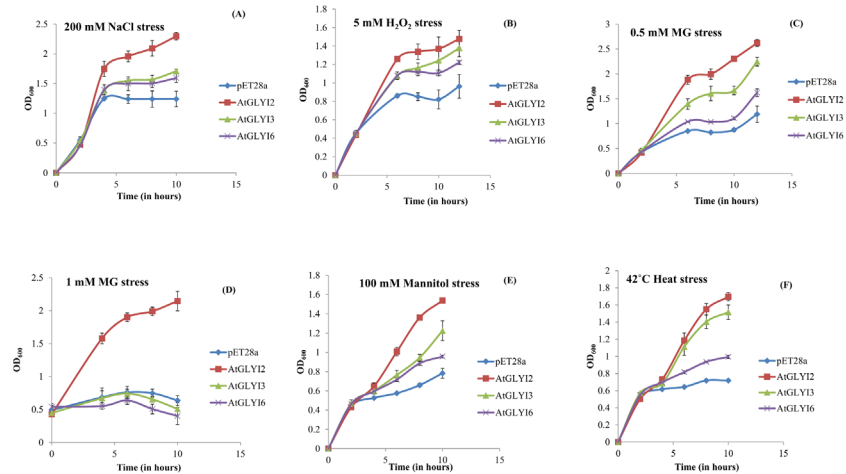 200 mM NaCl stress
(A)
2.5
2
1.5
1
0.5
0
OD600
0 5 10 15
Time (in hours)
pET28a
AtGLYI2
AtGLYI3
AtGLYI6
5 mM H2O2 stress
(B)
1.6
1.4
1.2
1
0.8
0.6
0.4
0.2
0
OD600
0 5 10 15
Time (in hours)
pET28a
AtGLYI2
AtGLYI3
AtGLYI6
0.5 mM MG stress
(C)
3
2.5
2
1.5
1
0.5
0
OD600
0 5 10 15
Time (in hours)
pET28a
AtGLYI2
AtGLYI3
AtGLYI6
1 mM MG stress
(D)
2.5
2
1.5
1
0.5
0
OD600
0 5 10 15
Time (in hours)
pET28a
AtGLYI2
AtGLYI3
AtGLYI6
100 mM Mannitol stress
(E)
1.8
1.6
1.4
1.2
1
0.8
0.6
0.4
0.2
0
OD600
0 5 10 15
Time (in hours)
pET28a
AtGLYI2
AtGLYI3
AtGLYI6
42°C Heat stress
(F)
2
1.8
1.6
1.4
1.2
1
0.8
0.6
0.4
0.2
0
OD600
0 5 10 15
Time (in hours)
pET28a
AtGLYI2
AtGLYI3
AtGLYI6